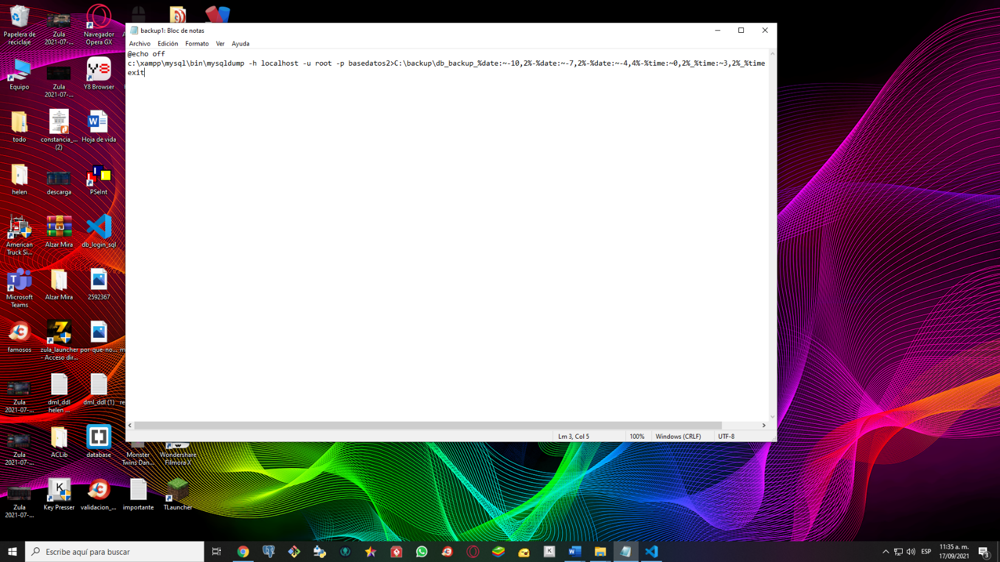 backup1: Bloc de notas
Archivo Edición Formato Ver Ayuda
@echo off
c:\xampp\mysql\bin\mysqldump -h localhost -u root -p basedatos2>C:\backup\db_backup_%date:~-10,2%-%date:~-7,2%-%date:~-4,4%-%time:~0,2%_%time:~3,2%_%time
exit
Lm 3, Col 5 100% Windows (CRLF) UTF-8
Papelera de reciclaje
Zula 2021-07-...
Navegador Opera GX
Equipo
Zula 2021-07-...
Y8 Browser
todo
constancia_... (2)
Hoja de vida
helen
descarga
PSeInt
American Truck Si...
Alzar Mira
db_login_sql
Microsoft Teams
Alzar Mira
2592367
famosos
zula_launcher - Acceso dir...
por-que-no...
Zula 2021-07-...
dml_ddl helen ...
dml_ddl (1)
Zula 2021-07-...
ACLib
database
Monster Twins Dan...
Wondershare Filmora X
Zula 2021-07-...
Key Presser
validacion_...
importante
TLauncher
Escribe aquí para buscar
ESP
11:35 a. m.
17/09/2021
3